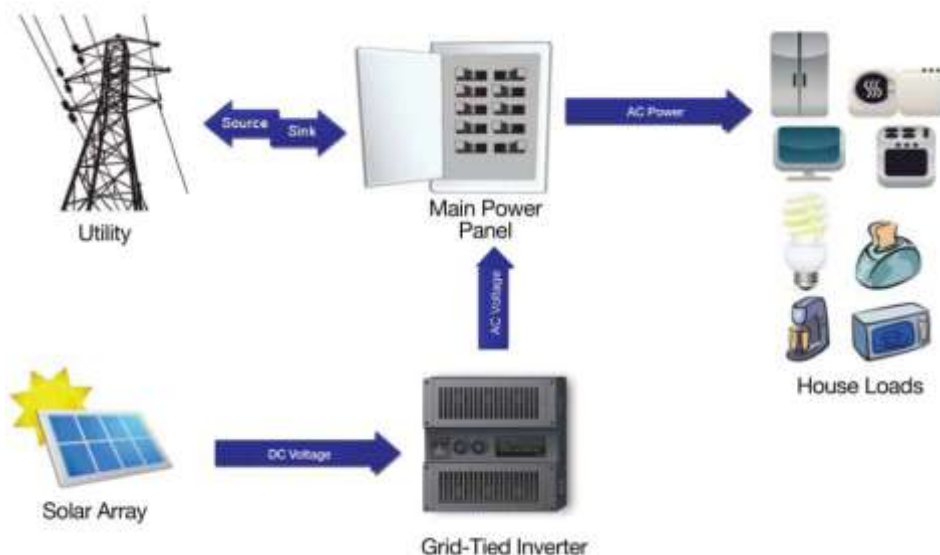 Source
Sink
AC Power
Utility
Main Power
Panel
AC Voltage
House Loads
DC Voltage
Solar Array
Grid-Tied Inverter